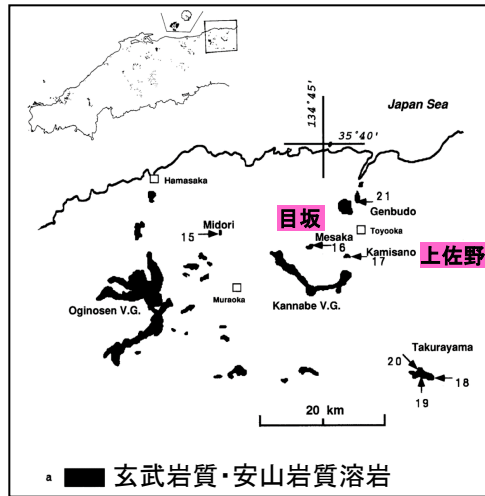 134°45'
Japan Sea
35°40'
Hamasaka
21
Genbudo
目坂
15
Midori
Toyooka
Mesaka
16
Kamisano
17
上佐野
Muraoka
Oginosen V.G.
Kannabe V.G.
Takurayama
20
18
19
20 km
a 玄武岩質・安山岩質溶岩